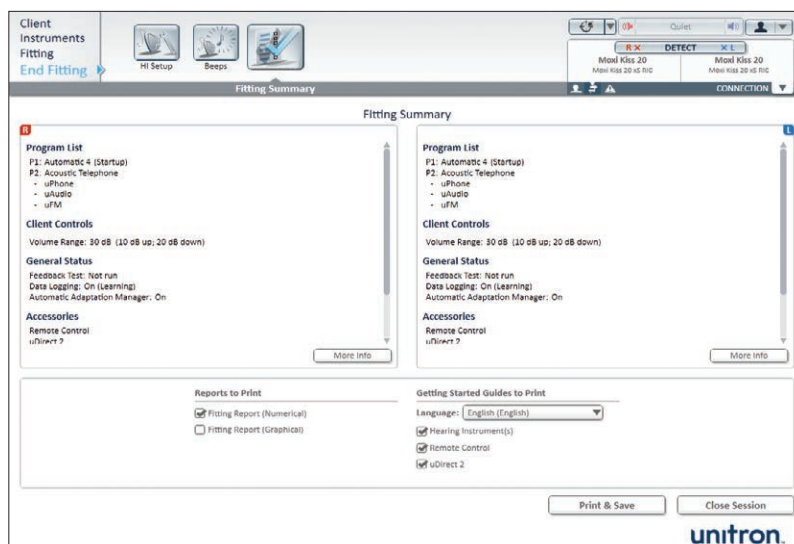 Client
Instruments
Fitting
End Fitting
HI Setup
Beeps
Quiet
R X DETECT X L
Moxi Kiss 20
Moxi Kiss 20 xS RIC
Moxi Kiss 20
Moxi Kiss 20 xS RIC
Fitting Summary
CONNECTION
Fitting Summary
R
Program List
P1: Automatic 4 (Startup)
P2: Acoustic Telephone
- uPhone
- uAudio
- uFM
Client Controls
Volume Range: 30 dB (10 dB up; 20 dB down)
General Status
Feedback Test: Not run
Data Logging: On (Learning)
Automatic Adaptation Manager: On
Accessories
Remote Control
uDirect 2
More Info
L
Program List
P1: Automatic 4 (Startup)
P2: Acoustic Telephone
- uPhone
- uAudio
- uFM
Client Controls
Volume Range: 30 dB (10 dB up; 20 dB down)
General Status
Feedback Test: Not run
Data Logging: On (Learning)
Automatic Adaptation Manager: On
Accessories
Remote Control
uDirect 2
More Info
Reports to Print
Fitting Report (Numerical)
Fitting Report (Graphical)
Getting Started Guides to Print
Language: English (English)
Hearing Instrument(s)
Remote Control
uDirect 2
Print & Save
Close Session
unitron.